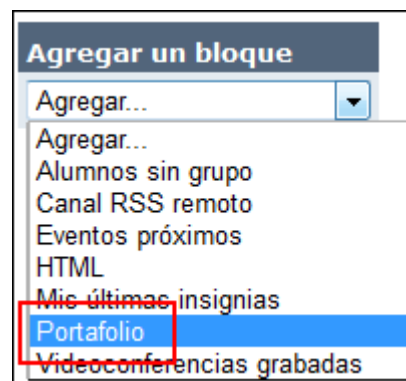 Agregar un bloque
Agregar...
Agregar...
Alumnos sin grupo
Canal RSS remoto
Eventos próximos
HTML
Mis últimas insignias
Portafolio
Videoconferencias grabadas